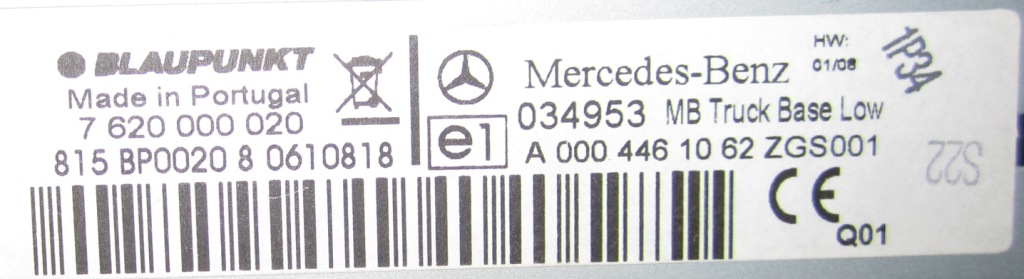 BLAUPUNKT
Made in Portugal
7 620 000 020
815 BP0020 8 0610818
Mercedes-Benz
HW:
01/08
1P34
e1
034953 MB Truck Base Low
A 000 446 10 62 ZGS001
CE
Q01
S22